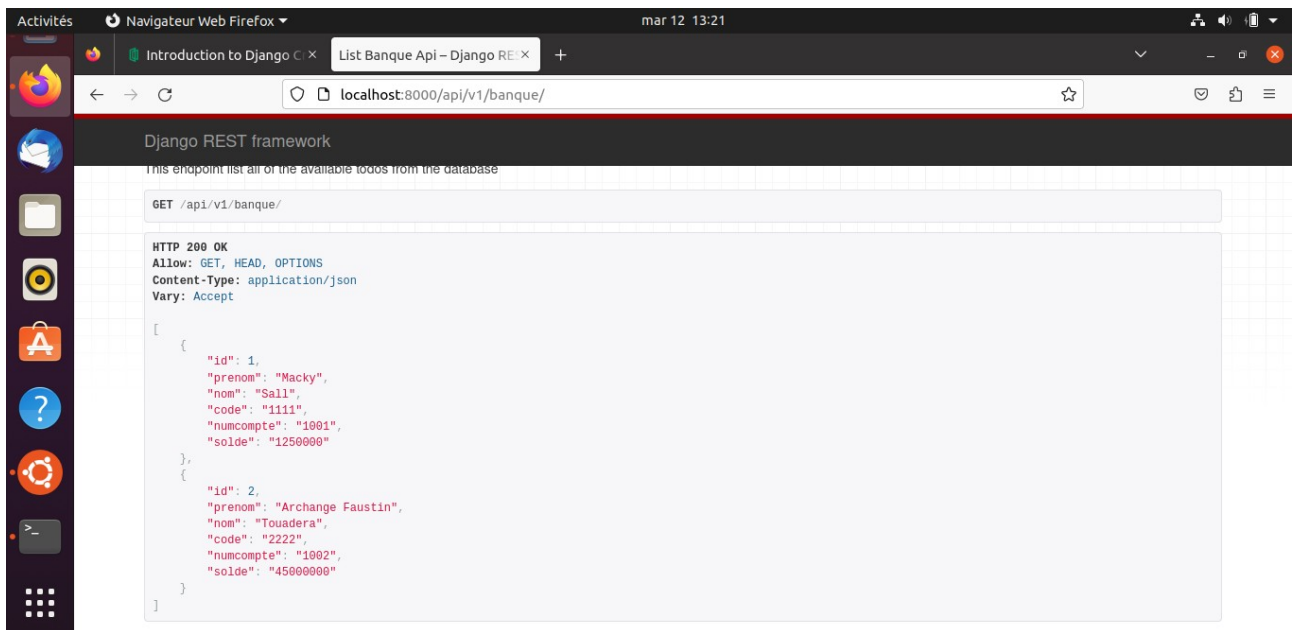 Activités Navigateur Web Firefox mar 12 13:21
Introduction to Django C List Banque Api – Django RES
localhost:8000/api/v1/banque/
Django REST framework
This endpoint list all of the available todos from the database
GET /api/v1/banque/
HTTP 200 OK
Allow: GET, HEAD, OPTIONS
Content-Type: application/json
Vary: Accept
[
{
"id": 1,
"prenom": "Macky",
"nom": "Sall",
"code": "1111",
"numcompte": "1001",
"solde": "1250000"
},
{
"id": 2,
"prenom": "Archange Faustin",
"nom": "Touadera",
"code": "2222",
"numcompte": "1002",
"solde": "45000000"
}
]